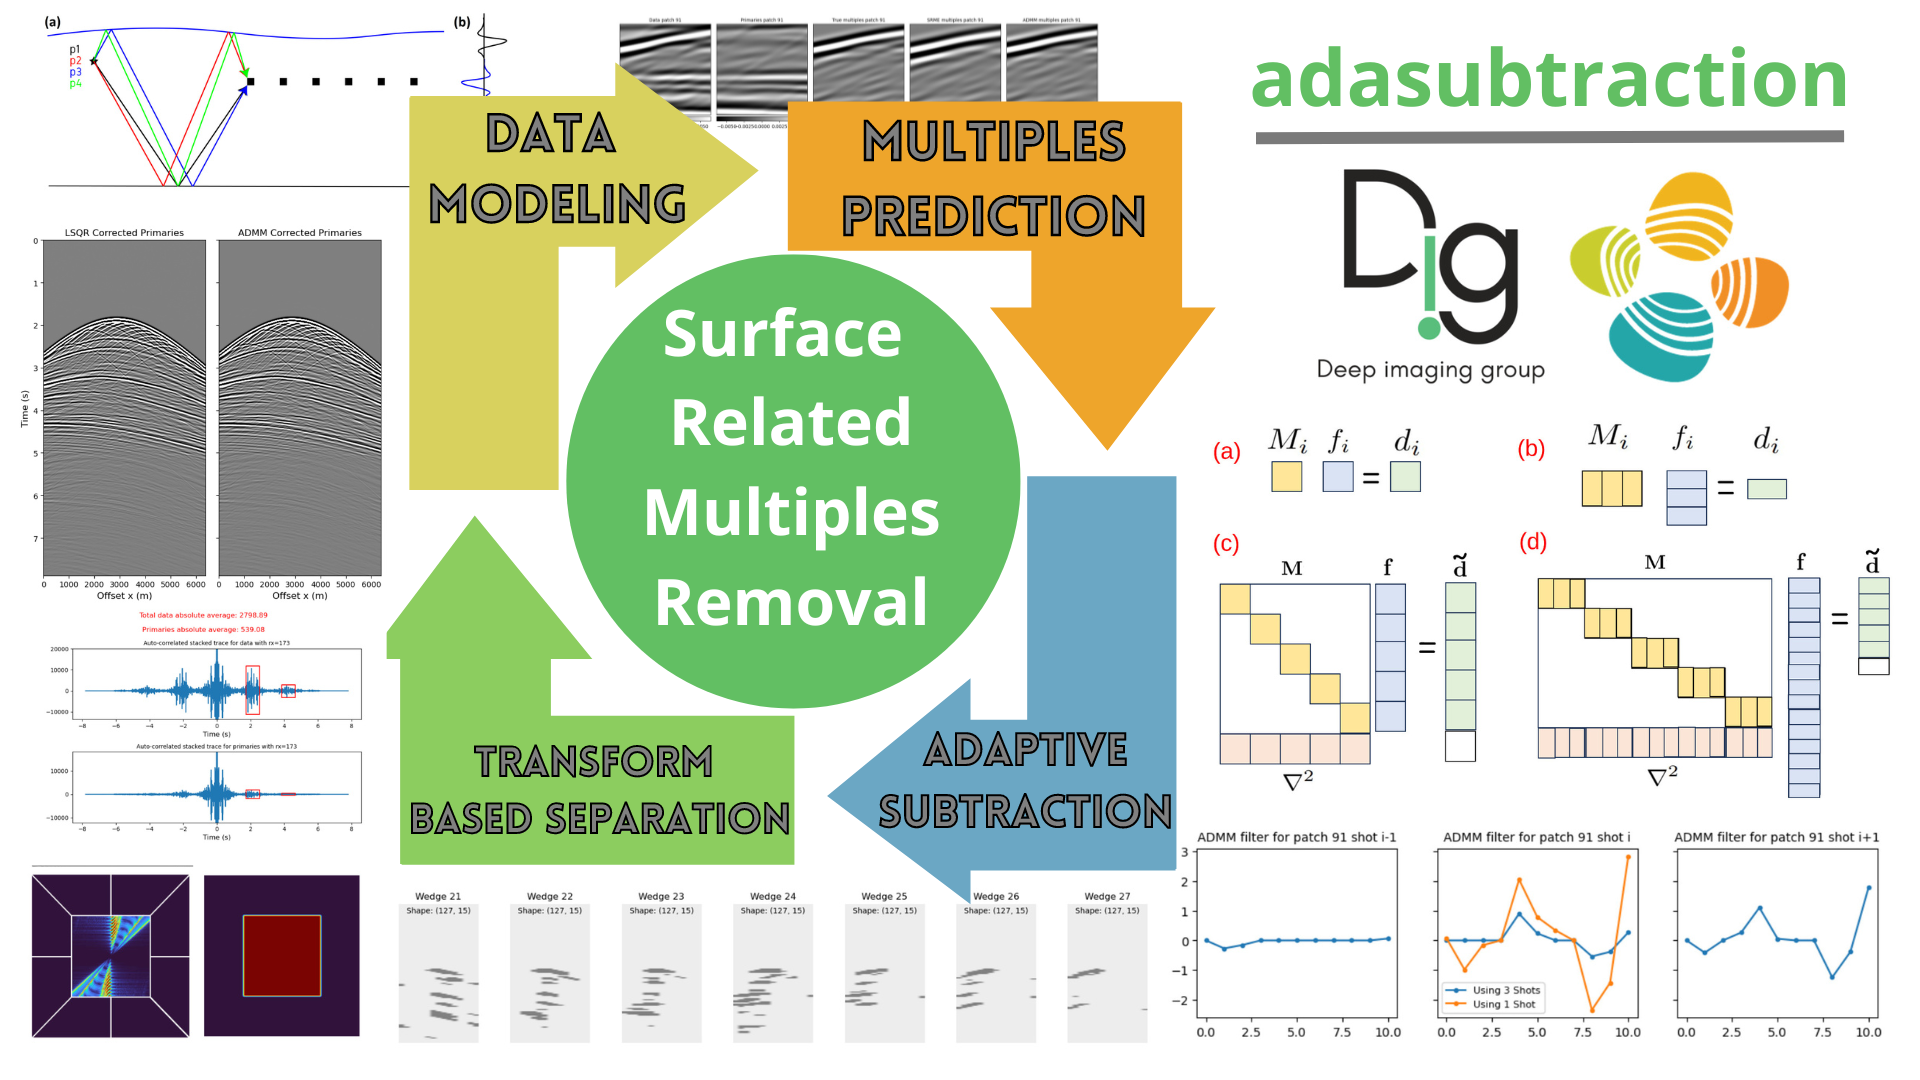 (a)
p1
p2
p3
p4
(b)
Data patch 91
Primaries patch 91
True multiples patch 91
SRME multiples patch 91
ADMM multiples patch 91
DATA
MODELING
MULTIPLES
PREDICTION
adasubtraction
Dig
Deep imaging group
Surface
Related
Multiples
Removal
LSQR Corrected Primaries
ADMM Corrected Primaries
Time (s)
0
1
2
3
4
5
6
7
0 1000 2000 3000 4000 5000 6000
0 1000 2000 3000 4000 5000 6000
Offset x (m)
Offset x (m)
Total data absolute average: 2798.89
Primaries absolute average: 539.08
Auto-correlated stacked trace for data with rx=173
20000
10000
0
−10000
−8 −6 −4 −2 0 2 4 6 8
Time (s)
Auto-correlated stacked trace for primaries with rx=173
10000
0
−10000
−8 −6 −4 −2 0 2 4 6 8
Time (s)
TRANSFORM
BASED SEPARATION
ADAPTIVE
SUBTRACTION
Wedge 21
Shape: (127, 15)
Wedge 22
Shape: (127, 15)
Wedge 23
Shape: (127, 15)
Wedge 24
Shape: (127, 15)
Wedge 25
Shape: (127, 15)
Wedge 26
Shape: (127, 15)
Wedge 27
Shape: (127, 15)
(a)
M_i f_i d_i
=
(b)
M_i f_i d_i
=
(c)
M f d̃
=
∇²
(d)
M f d̃
=
∇²
ADMM filter for patch 91 shot i-1
3
2
1
0
−1
−2
0.0 2.5 5.0 7.5 10.0
ADMM filter for patch 91 shot i
Using 3 Shots
Using 1 Shot
0.0 2.5 5.0 7.5 10.0
ADMM filter for patch 91 shot i+1
0.0 2.5 5.0 7.5 10.0